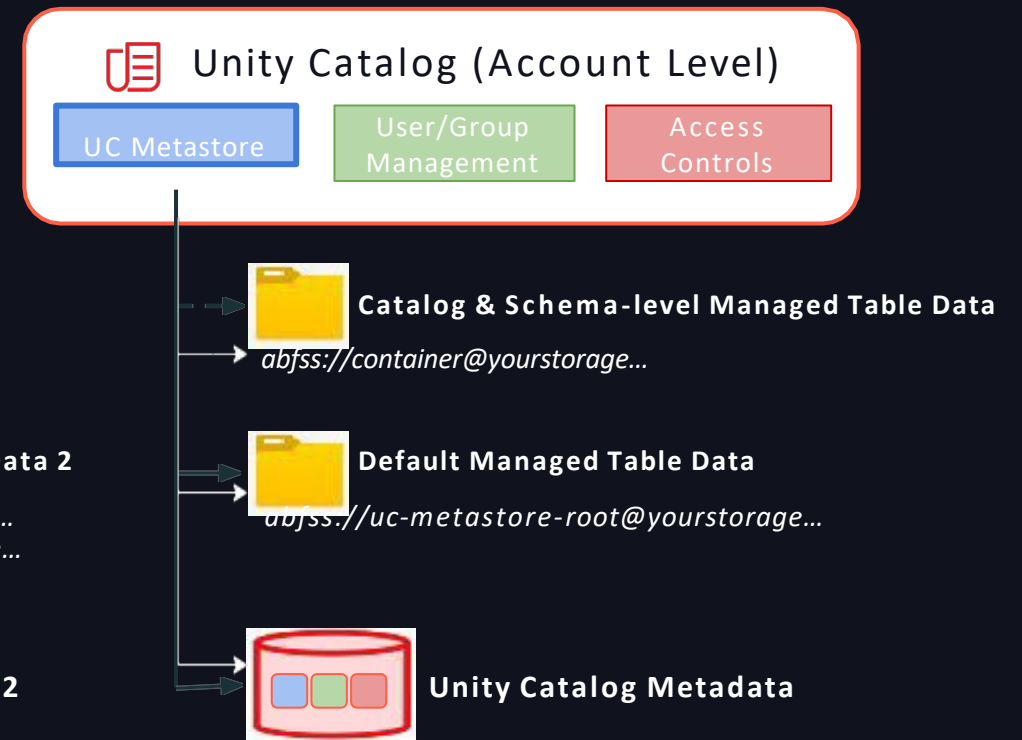 Unity Catalog (Account Level)
UC Metastore
User/Group
Management
Access
Controls
Catalog & Schema-level Managed Table Data
abfss://container@yourstorage…
ata 2
Default Managed Table Data
…
abfss://uc-metastore-root@yourstorage…
…
2
Unity Catalog Metadata